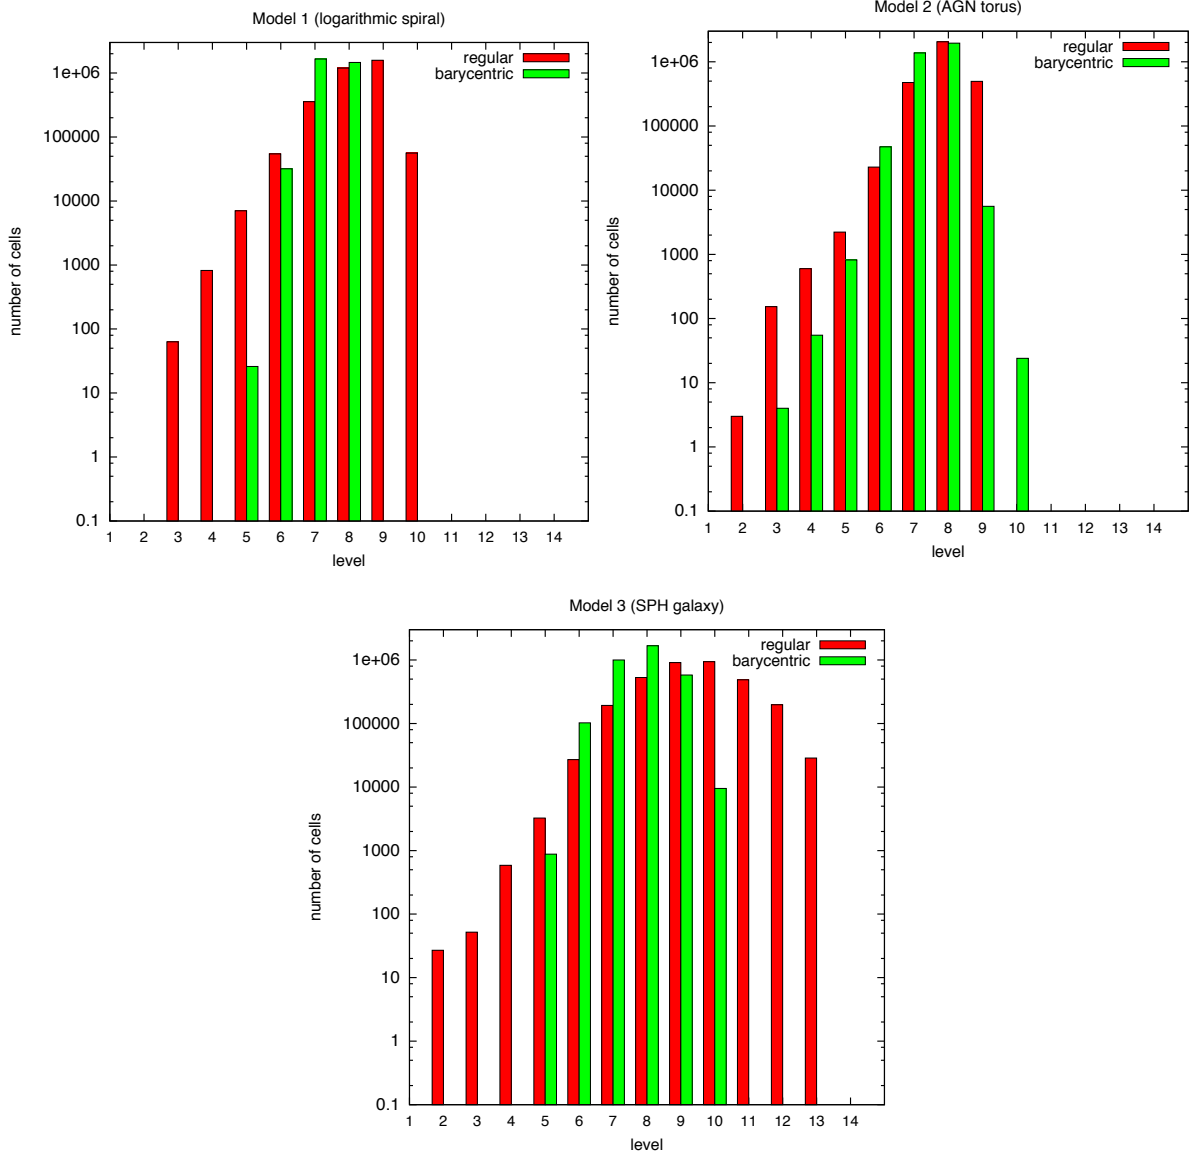 Model 1 (logarithmic spiral)
regular
barycentric
1e+06
100000
10000
1000
100
10
1
0.1
number of cells
1 2 3 4 5 6 7 8 9 10 11 12 13 14
level
Model 2 (AGN torus)
regular
barycentric
1e+06
100000
10000
1000
100
10
1
0.1
number of cells
1 2 3 4 5 6 7 8 9 10 11 12 13 14
level
Model 3 (SPH galaxy)
regular
barycentric
1e+06
100000
10000
1000
100
10
1
0.1
number of cells
1 2 3 4 5 6 7 8 9 10 11 12 13 14
level